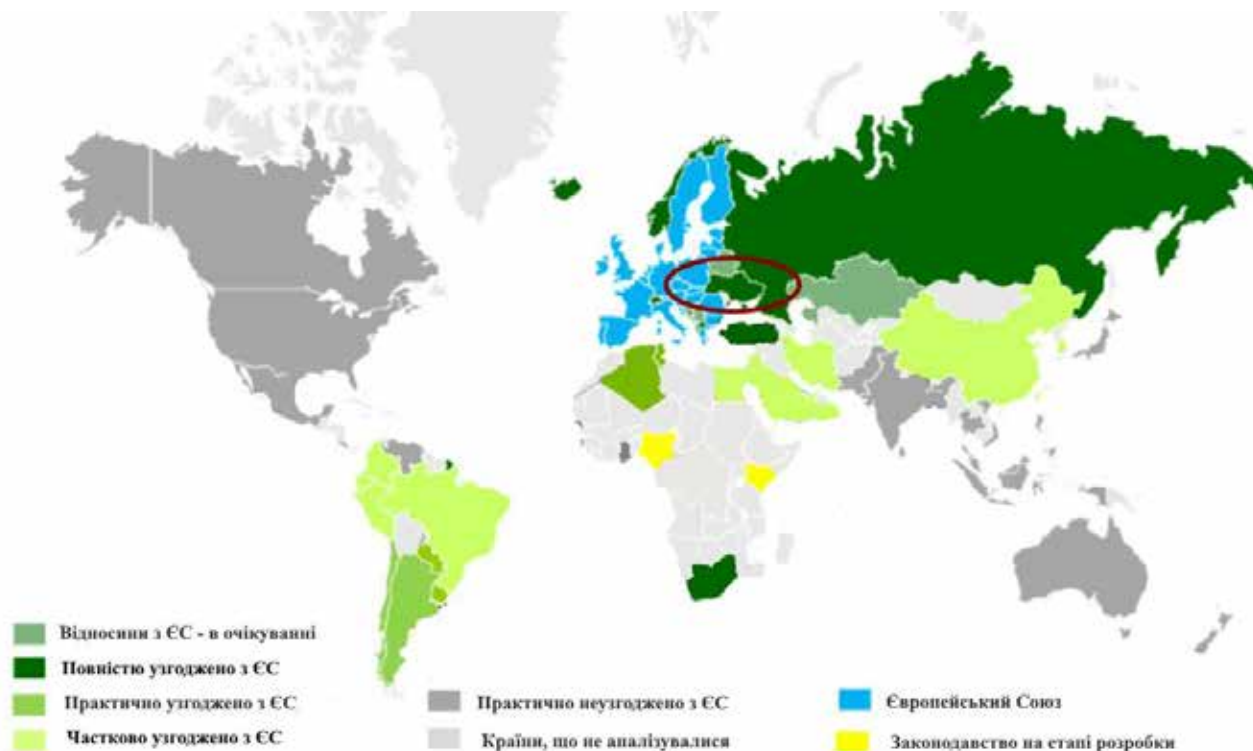 Відносини з ЄС - в очікуванні
Повністю узгоджено з ЄС
Практично узгоджено з ЄС
Частково узгоджено з ЄС
Практично неузгоджено з ЄС
Країни, що не аналізувалися
Європейський Союз
Законодавство на етапі розробки